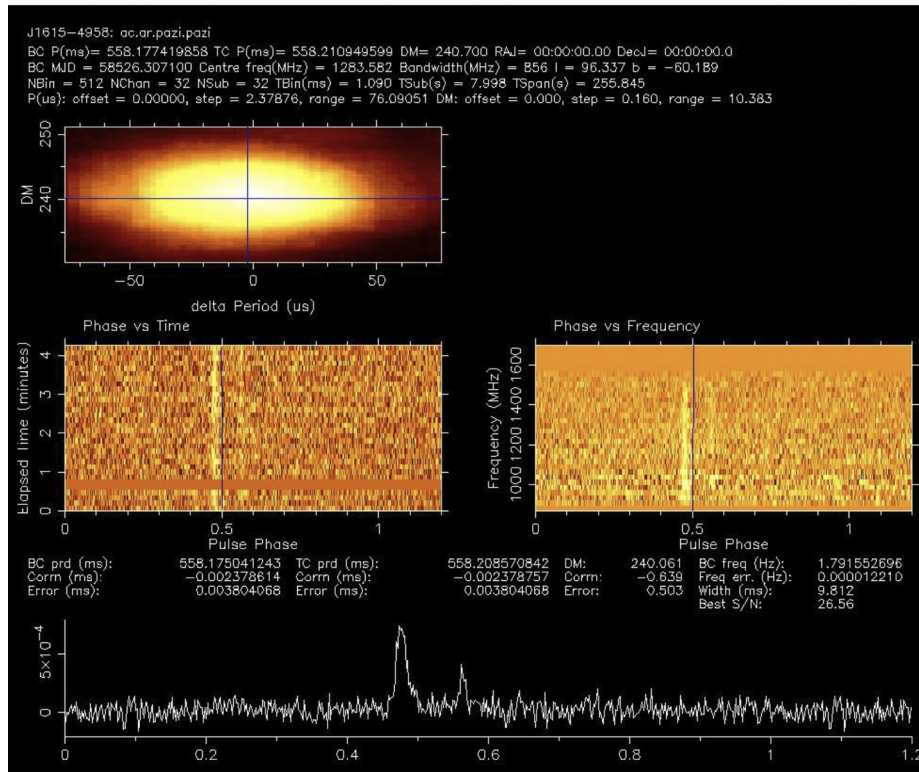 J1615-4958: ac.ar.pazi.pazi
BC P(ms)= 558.177419858 TC P(ms)= 558.210949599 DM= 240.700 RAJ= 00:00:00.00 DecJ= 00:00:00.0
BC MJD = 58526.307100 Centre freq(MHz) = 1283.582 Bandwidth(MHz) = 856 l = 96.337 b = -60.189
NBin = 512 NChan = 32 NSub = 32 TBin(ms) = 1.090 TSub(s) = 7.998 TSpan(s) = 255.845
P(us): offset = 0.00000, step = 2.37876, range = 76.09051 DM: offset = 0.000, step = 0.160, range = 10.383
250
240
DM
-50 0 50
delta Period (us)
Phase vs Time
Phase vs Frequency
4
3
2
1
0
Elapsed Time (minutes)
0 0.5 1
Pulse Phase
1600
1400
1200
1000
Frequency (MHz)
0 0.5 1
Pulse Phase
BC prd (ms): 558.175041243 TC prd (ms): 558.208570842 DM: 240.061 BC freq (Hz): 1.791552696
Corrn (ms): -0.002378614 Corrn (ms): -0.002378757 Corrn: -0.639 Freq err. (Hz): 0.000012210
Error (ms): 0.003804068 Error (ms): 0.003804068 Error: 0.503 Width (ms): 9.812
Best S/N: 26.56
5×10⁻⁴
0
0 0.2 0.4 0.6 0.8 1 1.2